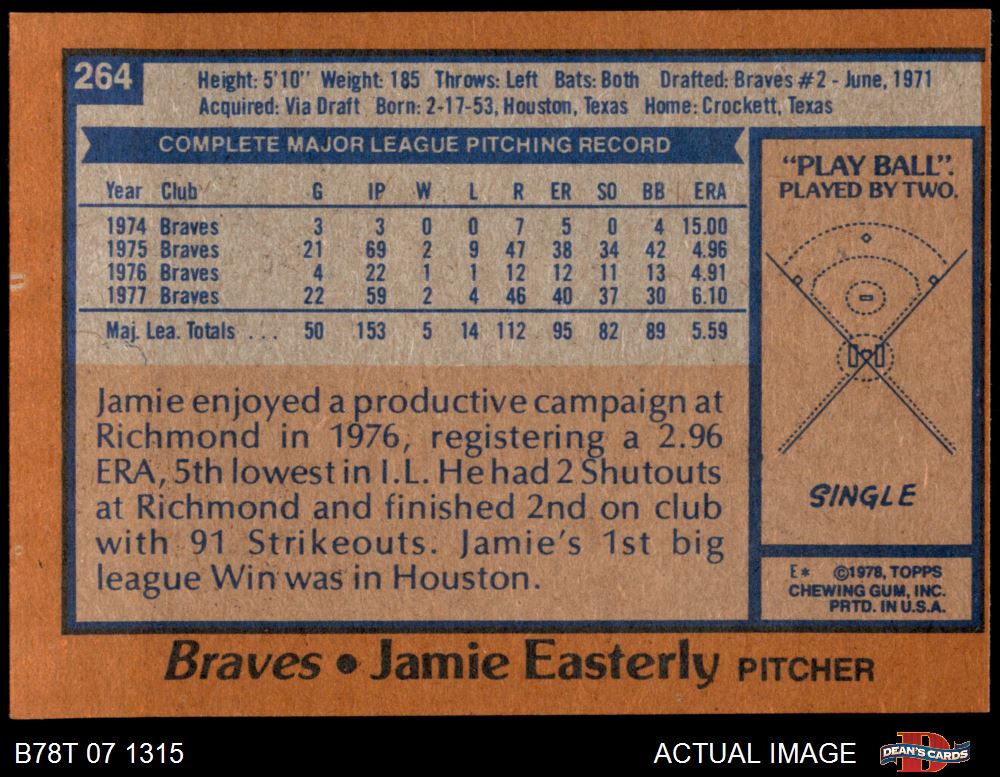 264
Height: 5'10" Weight: 185 Throws: Left Bats: Both Drafted: Braves #2 - June, 1971
Acquired: Via Draft Born: 2-17-53, Houston, Texas Home: Crockett, Texas
COMPLETE MAJOR LEAGUE PITCHING RECORD
Year Club G IP W L R ER SO BB ERA
1974 Braves 3 3 0 0 7 5 0 4 15.00
1975 Braves 21 69 2 9 47 38 34 42 4.96
1976 Braves 4 22 1 1 12 12 11 13 4.91
1977 Braves 22 59 2 4 46 40 37 30 6.10
Maj. Lea. Totals ... 50 153 5 14 112 95 82 89 5.59
Jamie enjoyed a productive campaign at
Richmond in 1976, registering a 2.96
ERA, 5th lowest in I.L. He had 2 Shutouts
at Richmond and finished 2nd on club
with 91 Strikeouts. Jamie's 1st big
league Win was in Houston.
"PLAY BALL".
PLAYED BY TWO.
SINGLE
E* ©1978, TOPPS
CHEWING GUM, INC.
PRTD. IN U.S.A.
Braves • Jamie Easterly PITCHER
B78T 07 1315
ACTUAL IMAGE
DEAN'S CARDS